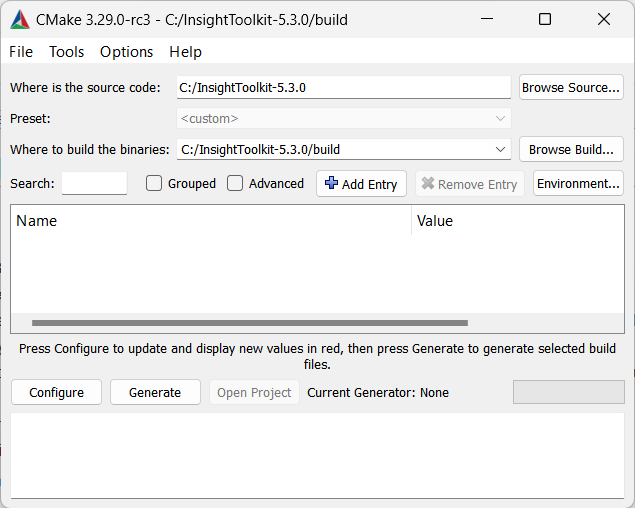 CMake 3.29.0-rc3 - C:/InsightToolkit-5.3.0/build
File Tools Options Help
Where is the source code: C:/InsightToolkit-5.3.0 Browse Source...
Preset: <custom>
Where to build the binaries: C:/InsightToolkit-5.3.0/build Browse Build...
Search: Grouped Advanced Add Entry Remove Entry Environment...
Name Value
Press Configure to update and display new values in red, then press Generate to generate selected build
files.
Configure Generate Open Project Current Generator: None